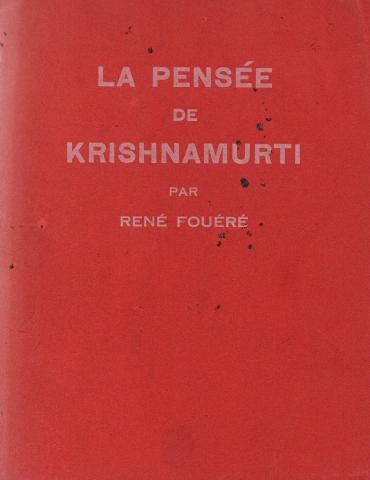 LA PENSÉE
DE
KRISHNAMURTI
PAR
RENÉ FOUÉRÉ